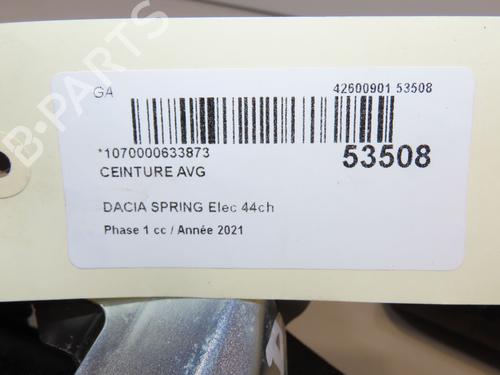 GA
42600901 53508
*1070000633873
53508
CEINTURE AVG
DACIA SPRING Elec 44ch
Phase 1 cc / Année 2021
B-PARTS